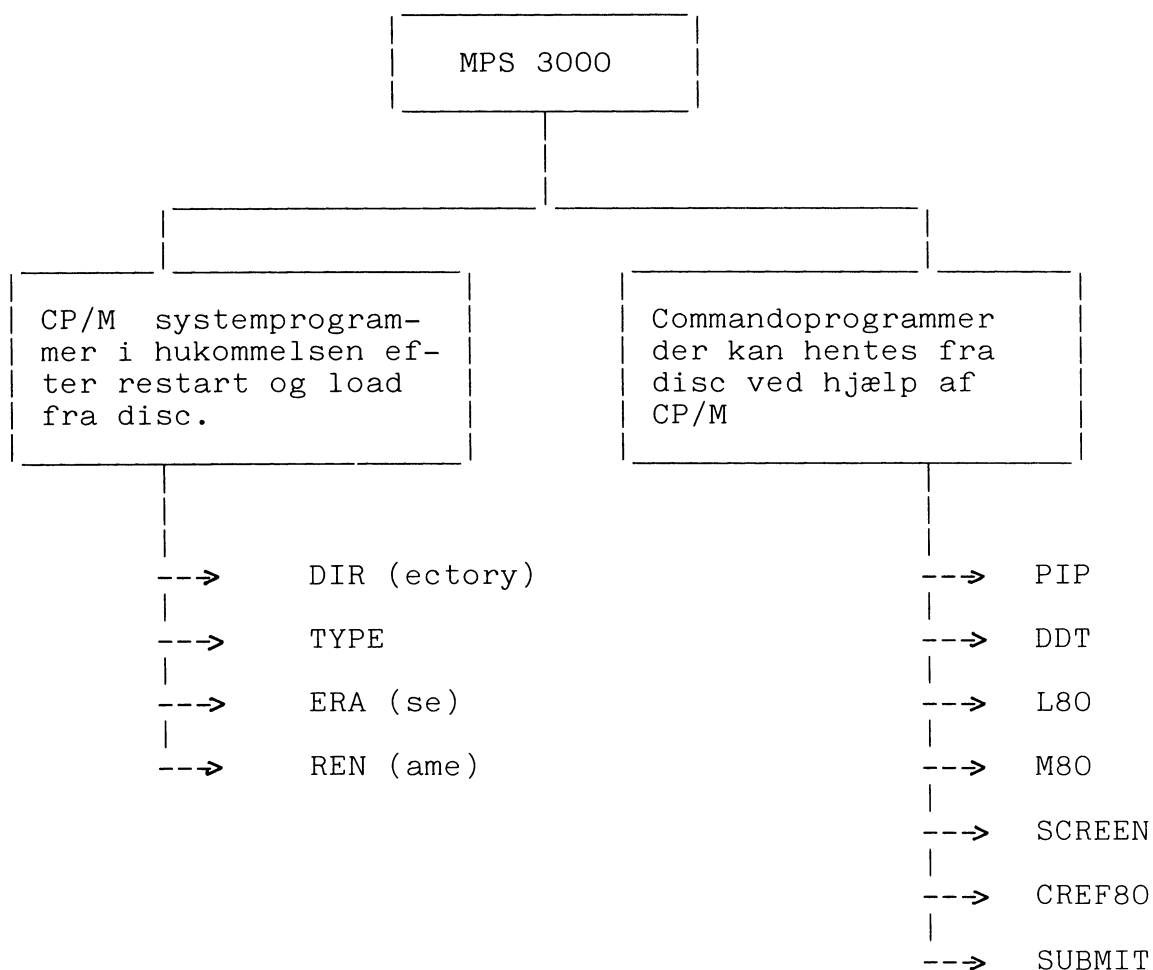 MPS 3000
CP/M systemprogram-
mer i hukommelsen ef-
ter restart og load
fra disc.
Commandoprogrammer
der kan hentes fra
disc ved hjælp af
CP/M
DIR (ectory)
TYPE
ERA (se)
REN (ame)
PIP
DDT
L80
M80
SCREEN
CREF80
SUBMIT